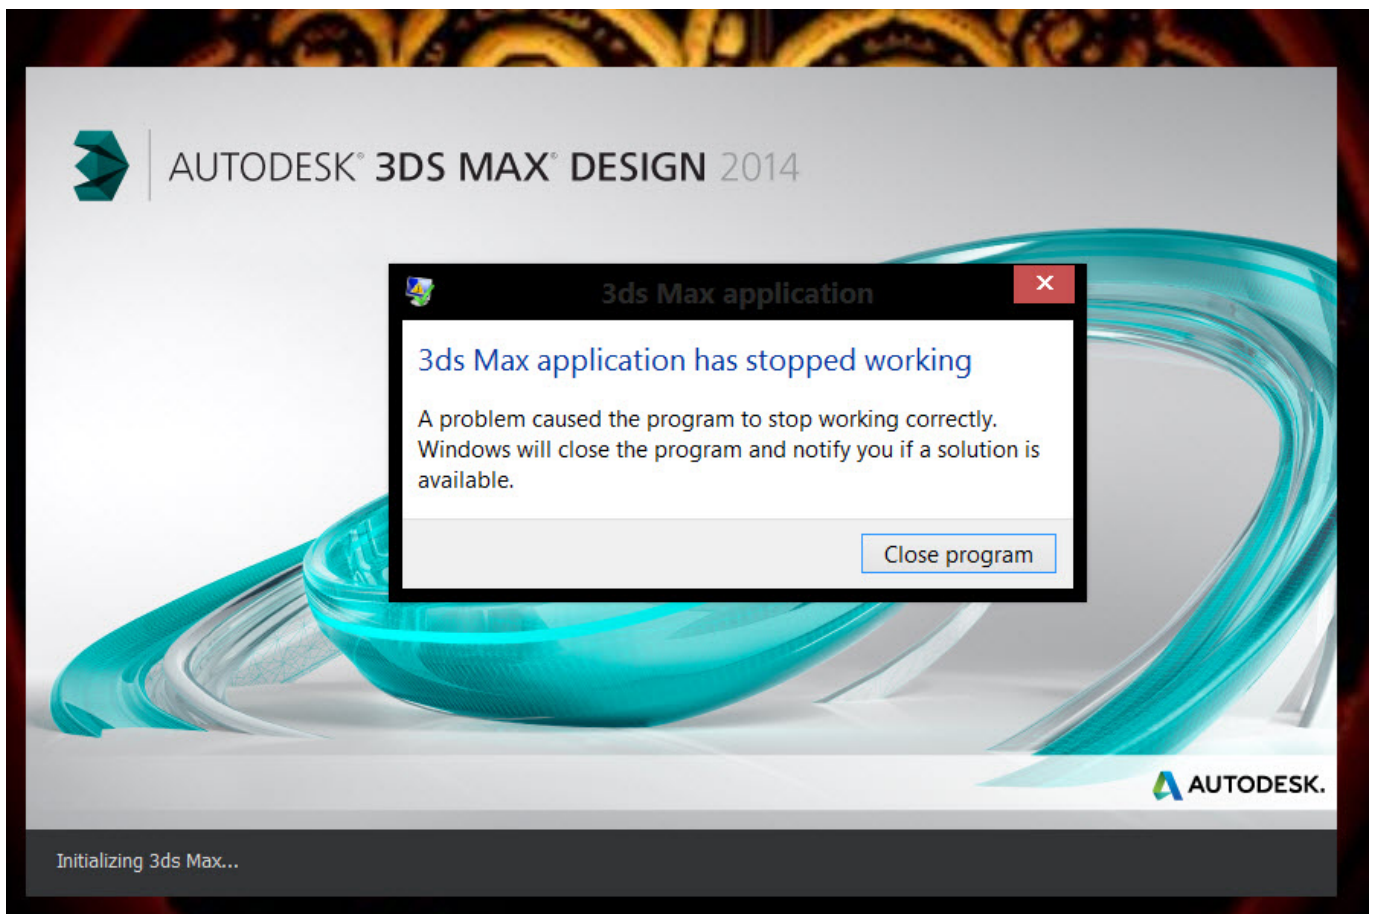 AUTODESK® 3DS MAX® DESIGN 2014
3ds Max application
x
3ds Max application has stopped working
A problem caused the program to stop working correctly.
Windows will close the program and notify you if a solution is
available.
Close program
AUTODESK.
Initializing 3ds Max...